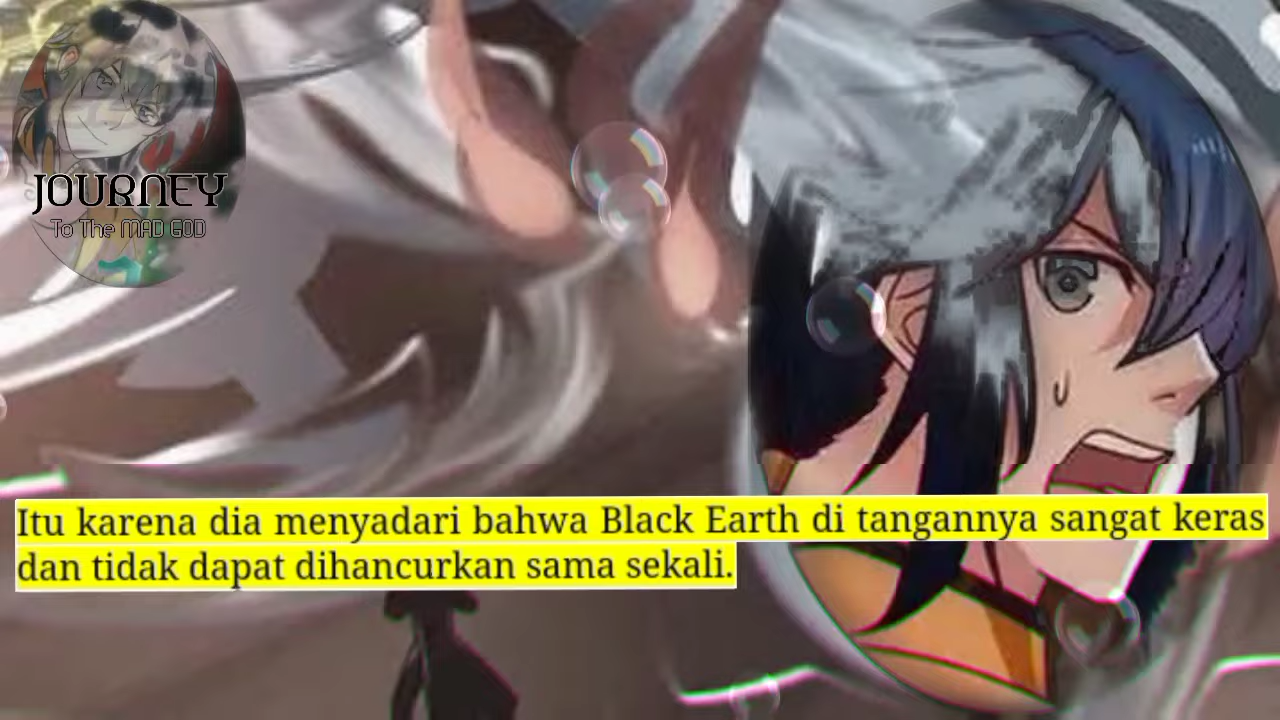 JOURNEY
To The MAD GOD
Itu karena dia menyadari bahwa Black Earth di tangannya sangat keras
dan tidak dapat dihancurkan sama sekali.